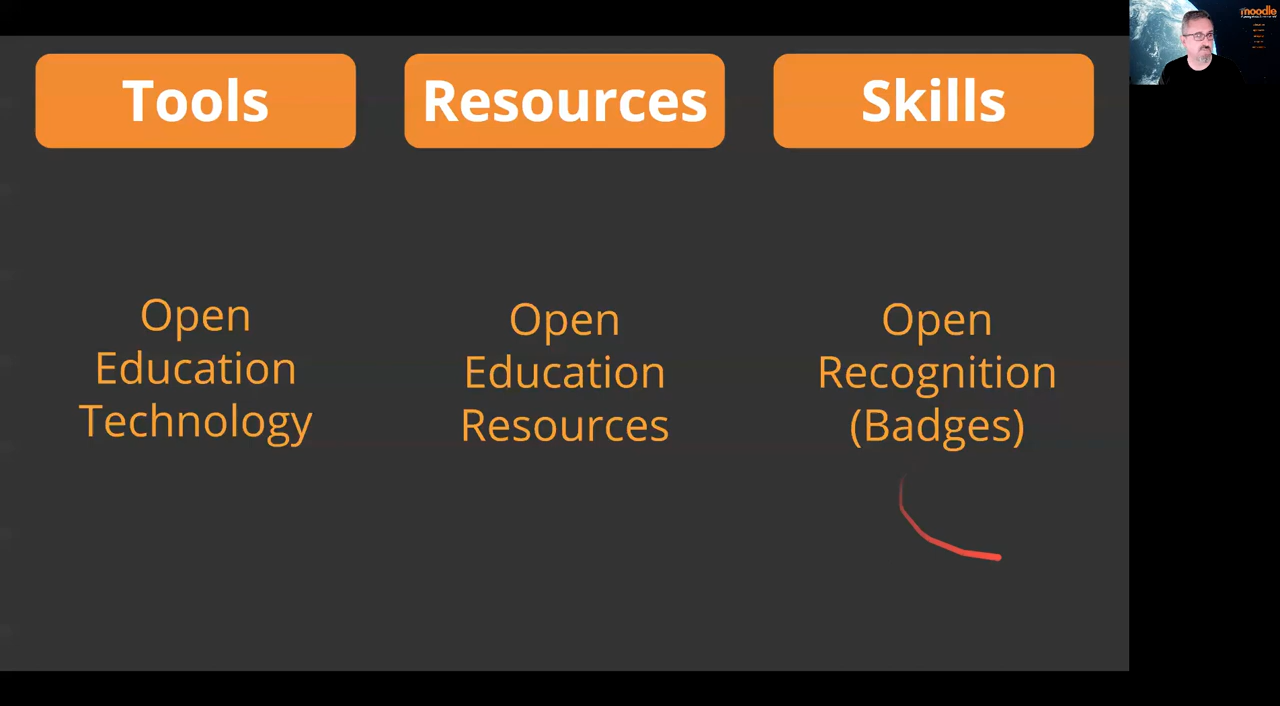 Tools
Resources
Skills
Open
Education
Technology
Open
Education
Resources
Open
Recognition
(Badges)
moodle